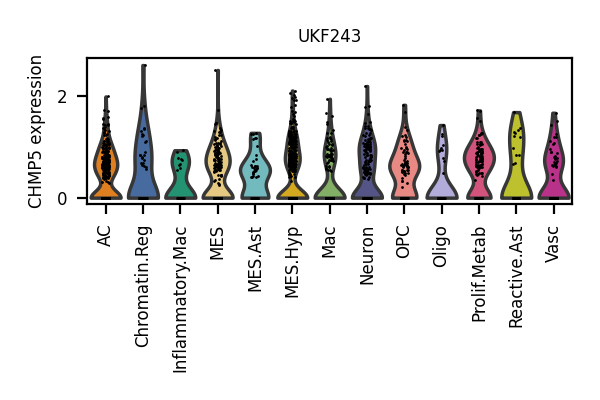 UKF243
CHMP5 expression
2
0
AC
Chromatin.Reg
Inflammatory.Mac
MES
MES.Ast
MES.Hyp
Mac
Neuron
OPC
Oligo
Prolif.Metab
Reactive.Ast
Vasc